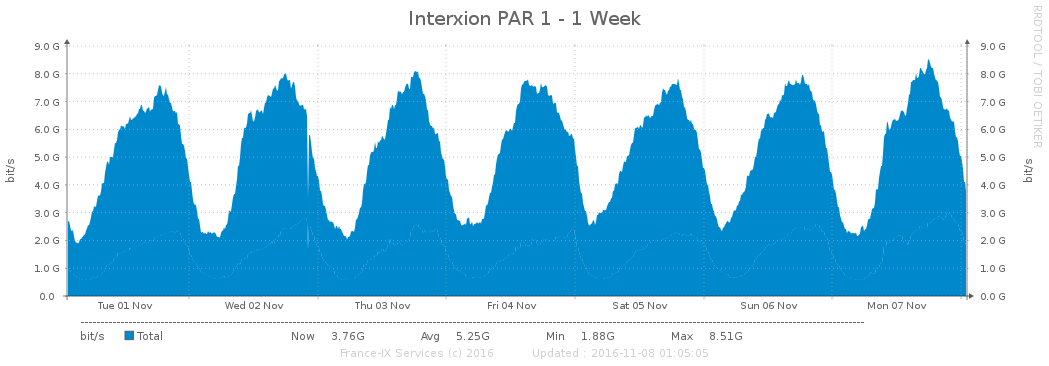 Interxion PAR 1 - 1 Week
RRDTOOL / TOBI OETIKER
9.0 G 9.0 G
8.0 G 8.0 G
7.0 G 7.0 G
6.0 G 6.0 G
5.0 G 5.0 G
4.0 G 4.0 G
3.0 G 3.0 G
2.0 G 2.0 G
1.0 G 1.0 G
0.0 0.0 G
bit/s bit/s
Tue 01 Nov Wed 02 Nov Thu 03 Nov Fri 04 Nov Sat 05 Nov Sun 06 Nov Mon 07 Nov
bit/s Total Now 3.76G Avg 5.25G Min 1.88G Max 8.51G
France-IX Services (c) 2016 Updated : 2016-11-08 01:05:05